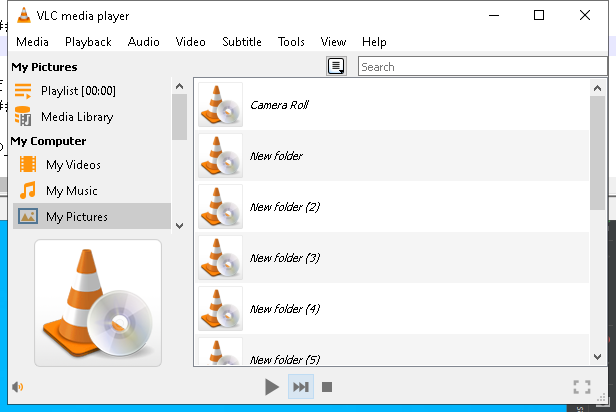 VLC media player
Media Playback Audio Video Subtitle Tools View Help
My Pictures
Search
Playlist [00:00]
Media Library
My Computer
My Videos
My Music
My Pictures
Camera Roll
New folder
New folder (2)
New folder (3)
New folder (4)
New folder (5)